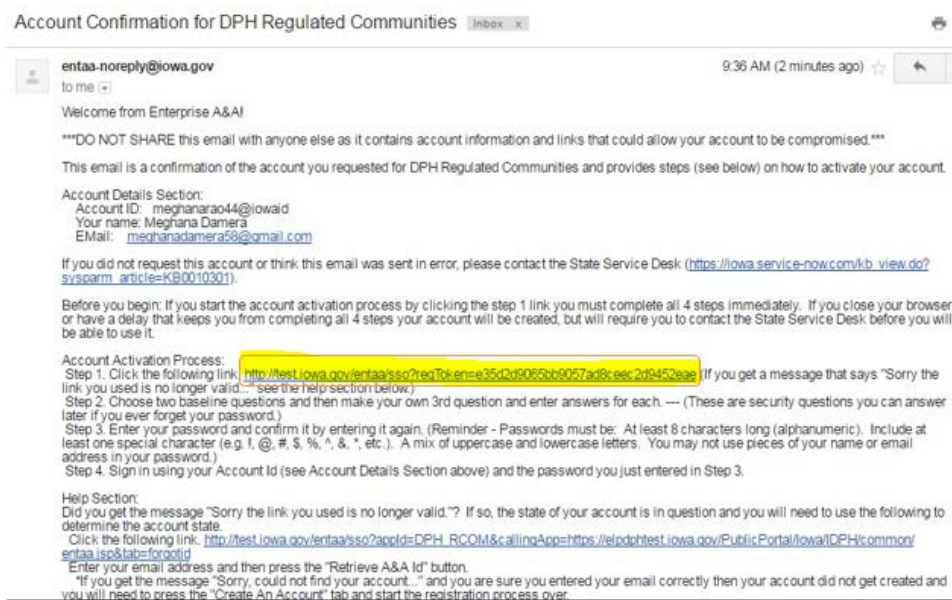 Account Confirmation for DPH Regulated Communities Inbox x
entaa-noreply@iowa.gov 9:36 AM (2 minutes ago)
to me
Welcome from Enterprise A&A!
***DO NOT SHARE this email with anyone else as it contains account information and links that could allow your account to be compromised.***
This email is a confirmation of the account you requested for DPH Regulated Communities and provides steps (see below) on how to activate your account.
Account Details Section:
Account ID: meghanarao44@iowaid
Your name: Meghana Damera
EMail: meghanadamera58@gmail.com
If you did not request this account or think this email was sent in error, please contact the State Service Desk (https://iowa.service-now.com/kb_view.do?
sysparm_article=KB0010301).
Before you begin: If you start the account activation process by clicking the step 1 link you must complete all 4 steps immediately. If you close your browser
or have a delay that keeps you from completing all 4 steps your account will be created, but will require you to contact the State Service Desk before you will
be able to use it.
Account Activation Process:
Step 1. Click the following link. http://test.iowa.gov/entaa/sso?regToken=e35d2d9065bb9057ad8ceec2d9452eae (If you get a message that says "Sorry the
link you used is no longer valid..." see the help section below.)
Step 2. Choose two baseline questions and then make your own 3rd question and enter answers for each. --- (These are security questions you can answer
later if you ever forget your password.)
Step 3. Enter your password and confirm it by entering it again. (Reminder - Passwords must be: At least 8 characters long (alphanumeric). Include at
least one special character (e.g. !, @, #, $, %, ^, &, *, etc.). A mix of uppercase and lowercase letters. You may not use pieces of your name or email
address in your password.)
Step 4. Sign in using your Account Id (see Account Details Section above) and the password you just entered in Step 3.
Help Section:
Did you get the message "Sorry the link you used is no longer valid."? If so, the state of your account is in question and you will need to use the following to
determine the account state.
Click the following link. http://test.iowa.gov/entaa/sso?appId=DPH_RCOM&callingApp=https://elpdphtest.iowa.gov/PublicPortal/Iowa/IDPH/common/
entaa.jsp&tab=forgotid
Enter your email address and then press the "Retrieve A&A Id" button.
*If you get the message "Sorry, could not find your account..." and you are sure you entered your email correctly then your account did not get created and
you will need to press the "Create An Account" tab and start the registration process over.